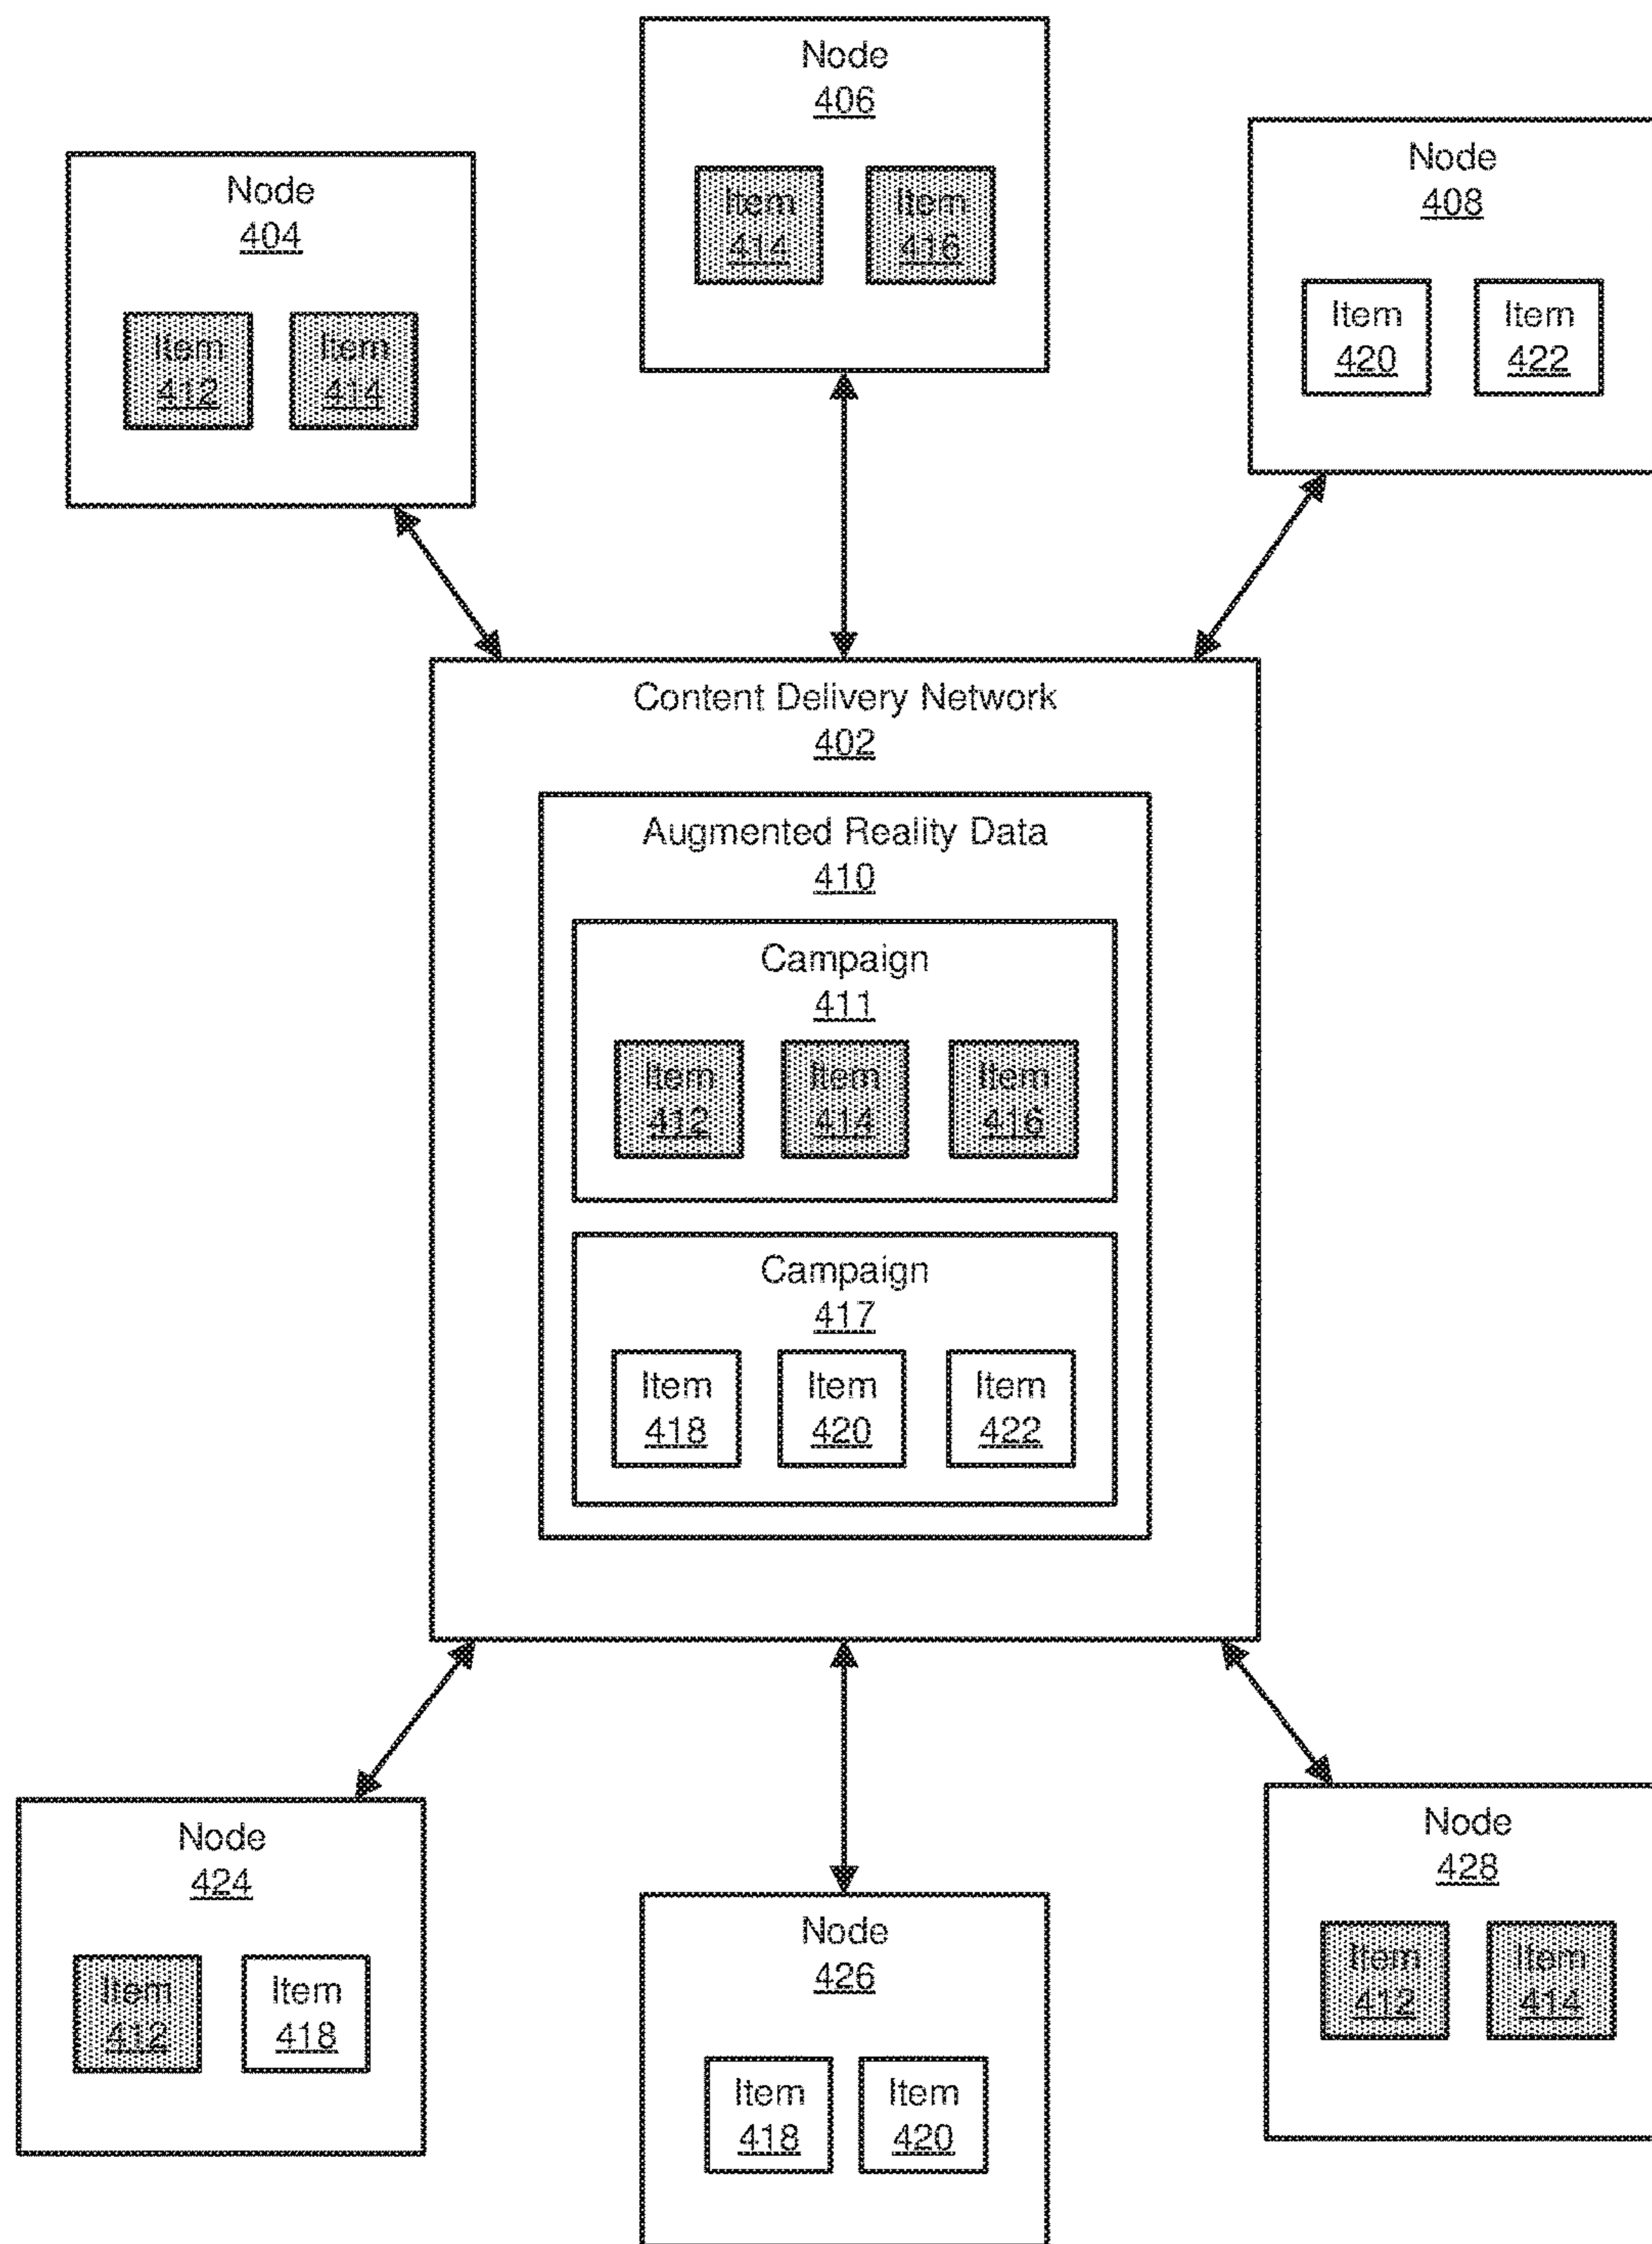 Node
406
Item Item
414 416
Node
404
Item Item
412 414
Node
408
Item Item
420 422
Content Delivery Network
402
Augmented Reality Data
410
Campaign
411
Item Item Item
412 414 416
Campaign
417
Item Item Item
418 420 422
Node
424
Item Item
412 418
Node
426
Item Item
418 420
Node
428
Item Item
412 414